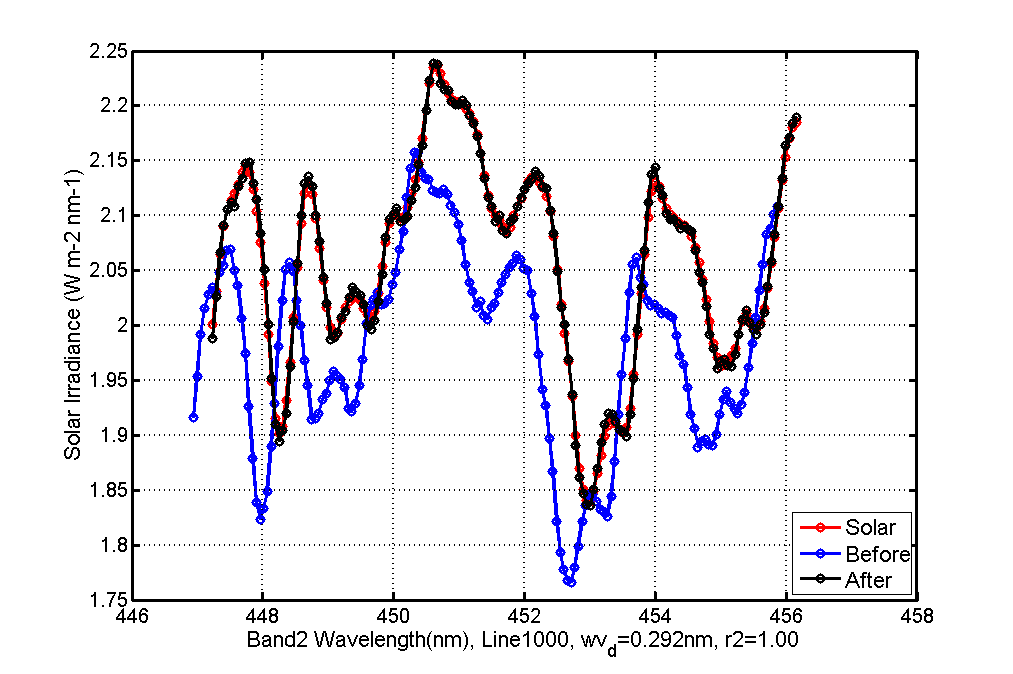 Solar Irradiance (W m-2 nm-1)
2.25
2.2
2.15
2.1
2.05
2
1.95
1.9
1.85
1.8
1.75
446 448 450 452 454 456 458
Band2 Wavelength(nm), Line1000, wv_d=0.292nm, r2=1.00
Solar
Before
After